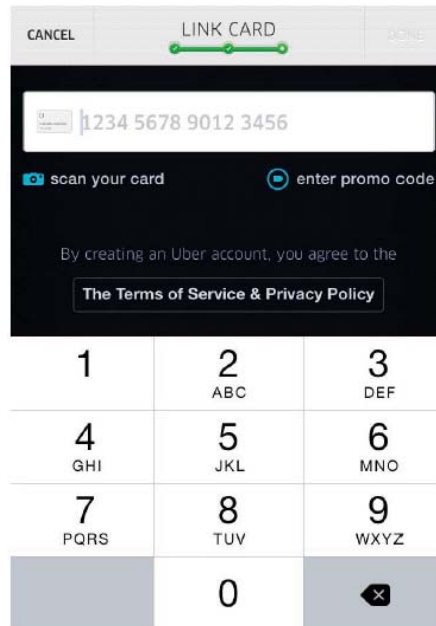 CANCEL LINK CARD DONE
1234 5678 9012 3456
scan your card enter promo code
By creating an Uber account, you agree to the
The Terms of Service & Privacy Policy
1 2 3
ABC DEF
4 5 6
GHI JKL MNO
7 8 9
PQRS TUV WXYZ
0